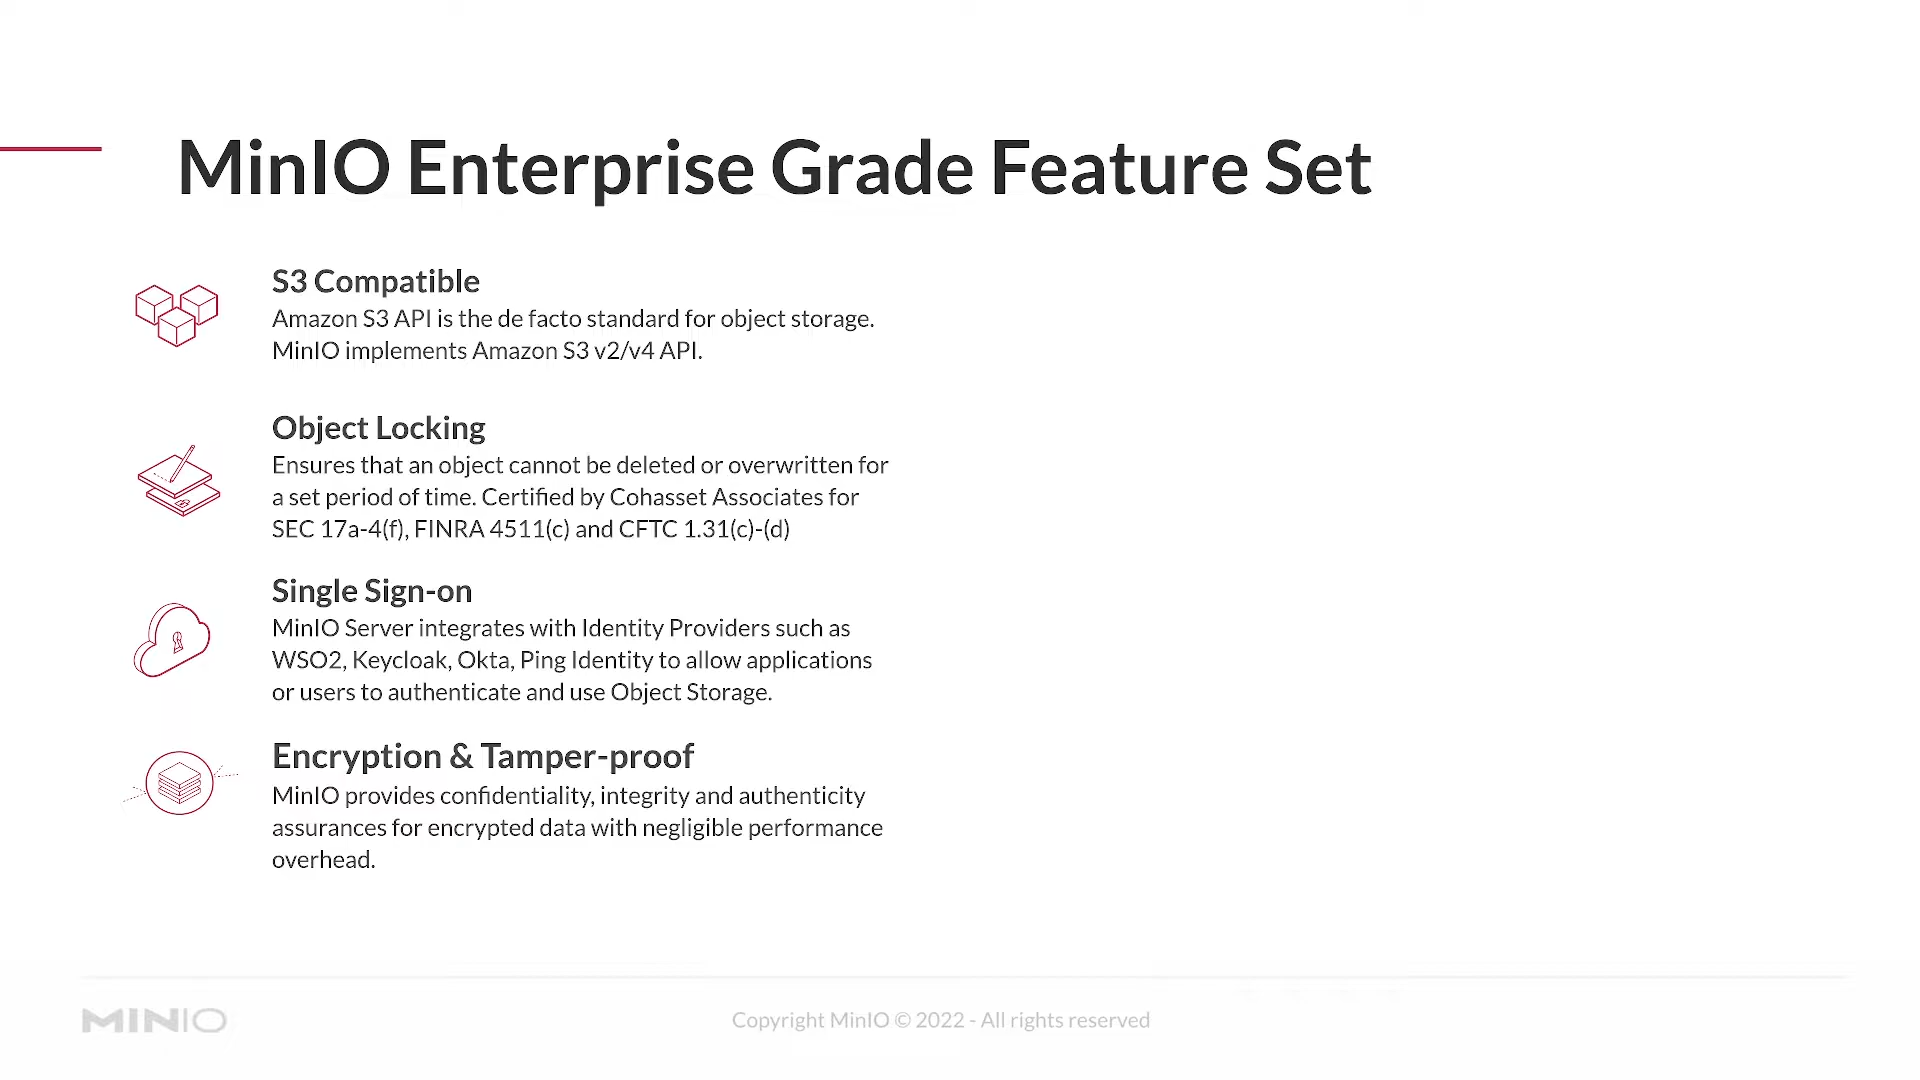 MinIO Enterprise Grade Feature Set
S3 Compatible
Amazon S3 API is the de facto standard for object storage.
MinIO implements Amazon S3 v2/v4 API.
Object Locking
Ensures that an object cannot be deleted or overwritten for
a set period of time. Certified by Cohasset Associates for
SEC 17a-4(f), FINRA 4511(c) and CFTC 1.31(c)-(d)
Single Sign-on
MinIO Server integrates with Identity Providers such as
WSO2, Keycloak, Okta, Ping Identity to allow applications
or users to authenticate and use Object Storage.
Encryption & Tamper-proof
MinIO provides confidentiality, integrity and authenticity
assurances for encrypted data with negligible performance
overhead.
MINIO
Copyright MinIO © 2022 - All rights reserved